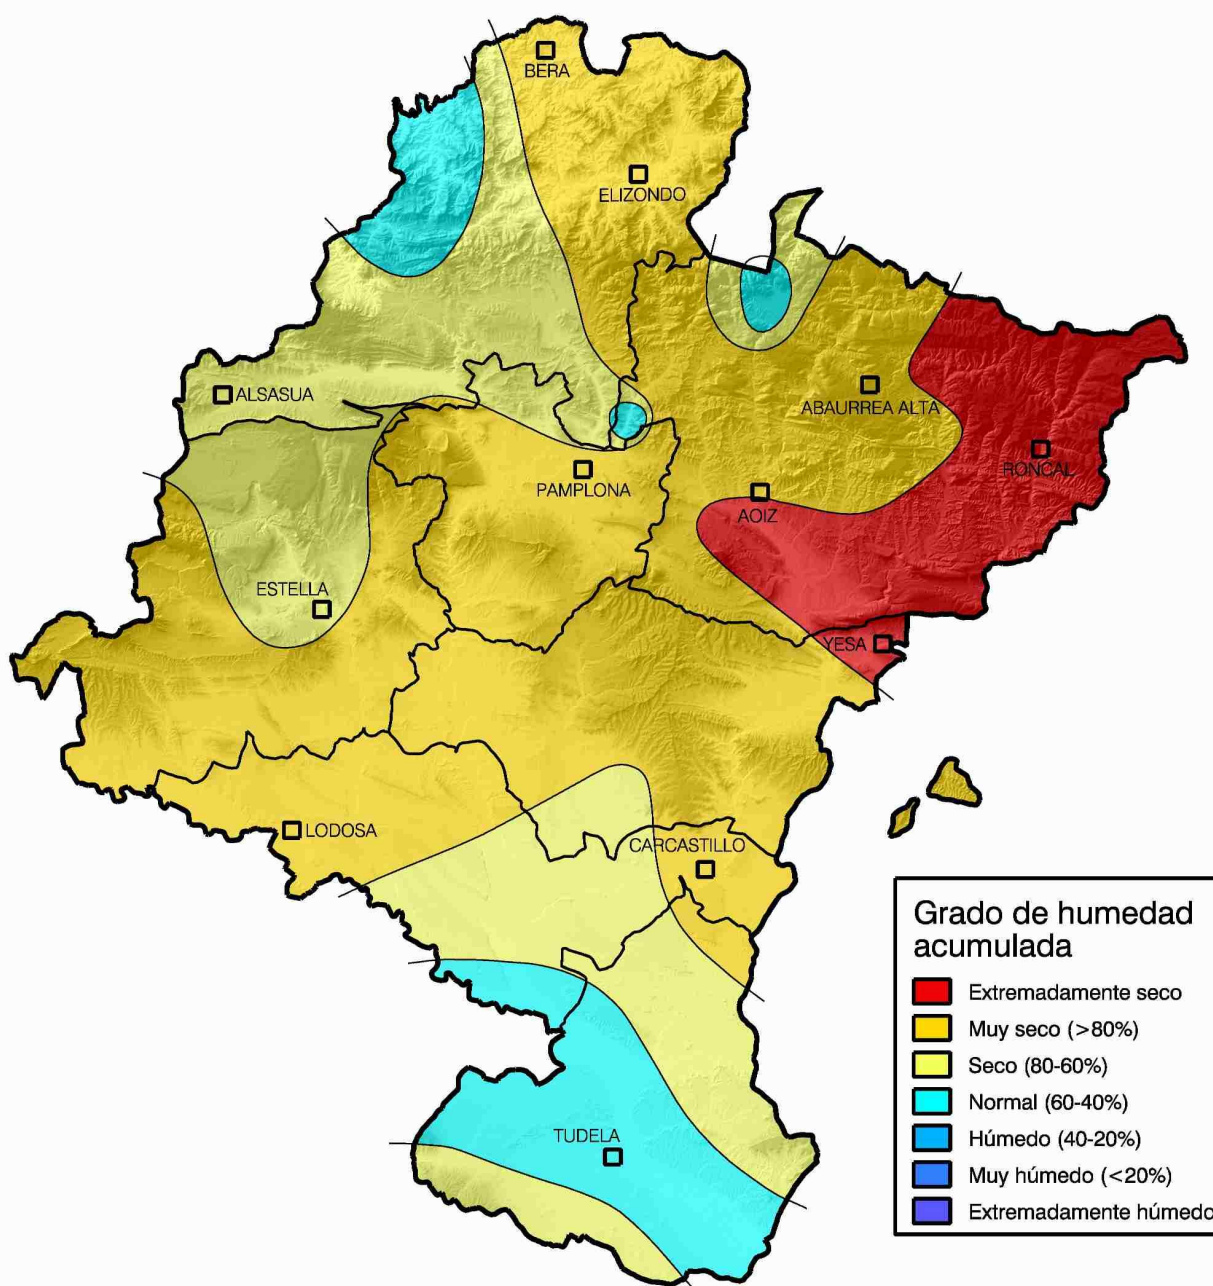 BERA
ELIZONDO
ALSASUA
ABAURREA ALTA
RONCAL
PAMPLONA
AOIZ
ESTELLA
YESA
LODOSA
CARCASTILLO
TUDELA
Grado de humedad
acumulada
Extremadamente seco
Muy seco (>80%)
Seco (80-60%)
Normal (60-40%)
Húmedo (40-20%)
Muy húmedo (<20%)
Extremadamente húmedo